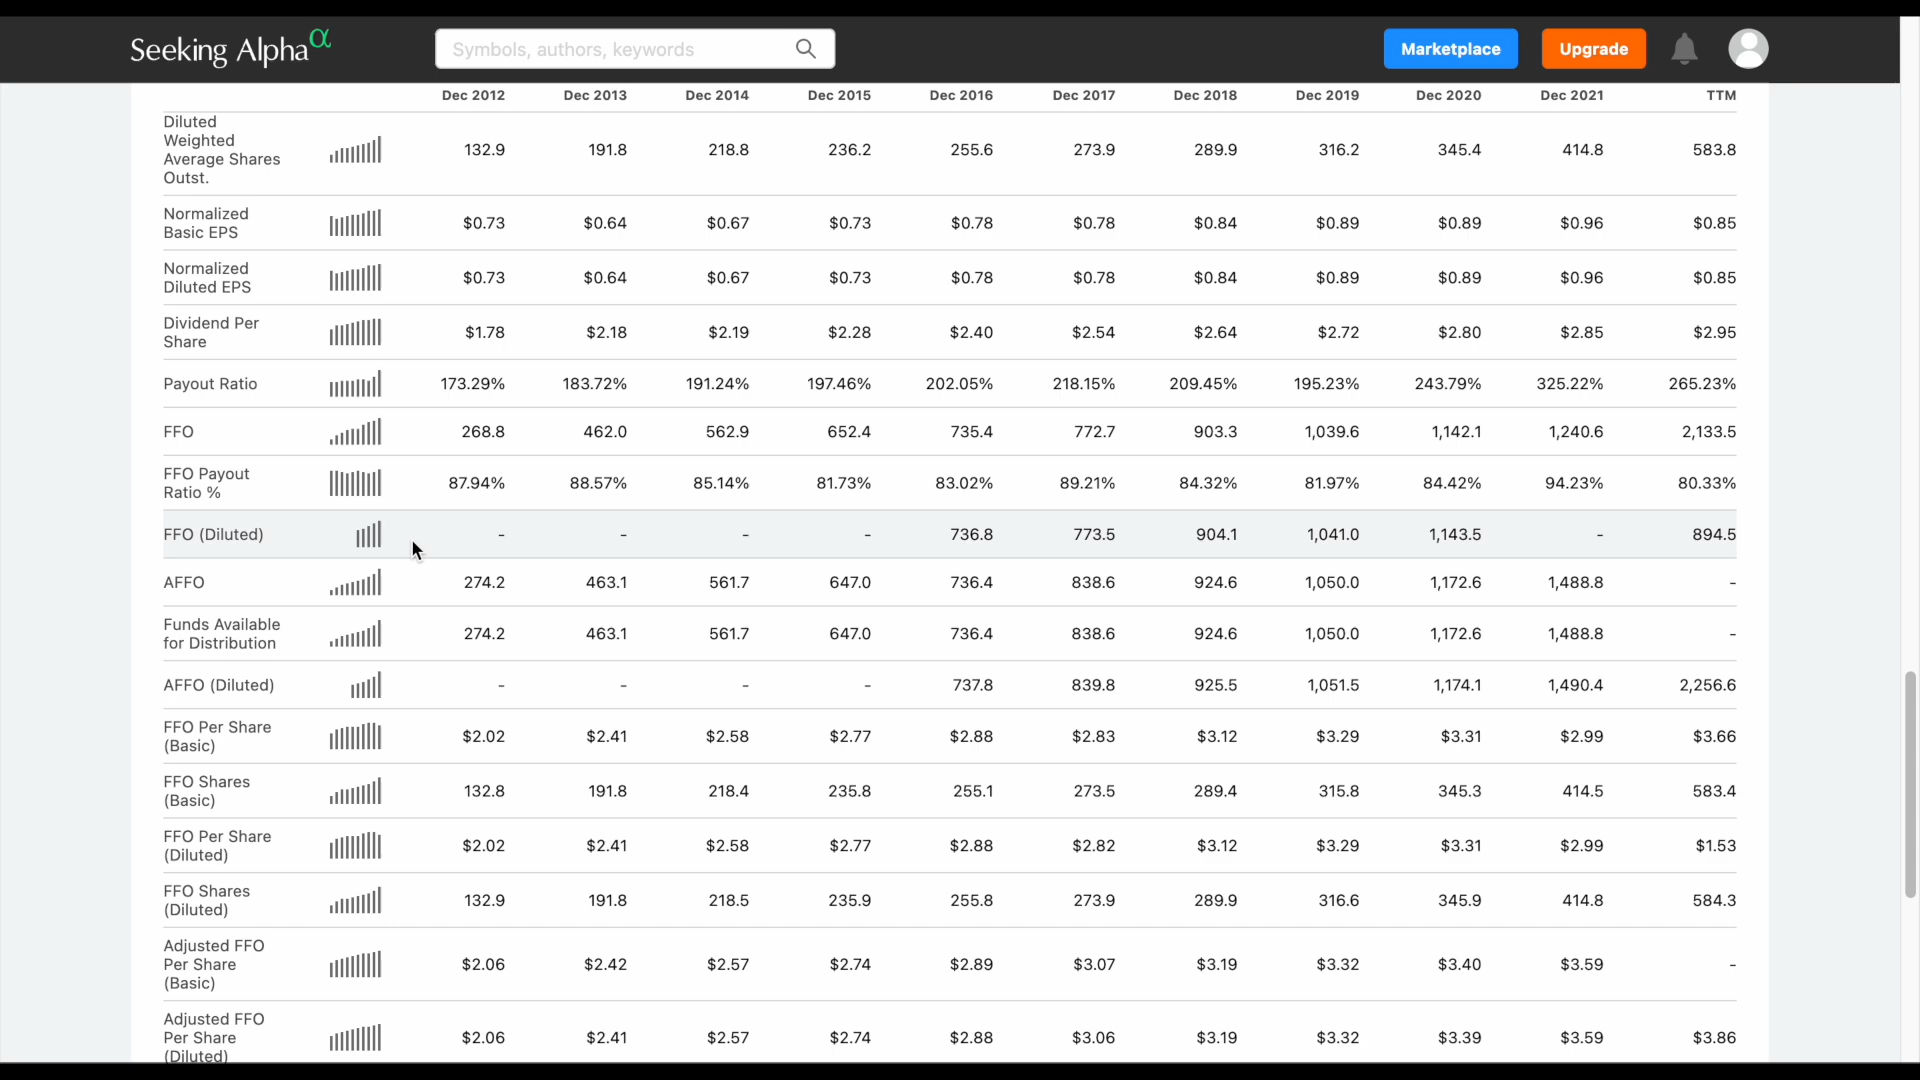 Seeking Alpha α
Symbols, authors, keywords
Marketplace
Upgrade
Dec 2012 Dec 2013 Dec 2014 Dec 2015 Dec 2016 Dec 2017 Dec 2018 Dec 2019 Dec 2020 Dec 2021 TTM
Diluted
Weighted
Average Shares
Outst.
132.9 191.8 218.8 236.2 255.6 273.9 289.9 316.2 345.4 414.8 583.8
Normalized
Basic EPS
$0.73 $0.64 $0.67 $0.73 $0.78 $0.78 $0.84 $0.89 $0.89 $0.96 $0.85
Normalized
Diluted EPS
$0.73 $0.64 $0.67 $0.73 $0.78 $0.78 $0.84 $0.89 $0.89 $0.96 $0.85
Dividend Per
Share
$1.78 $2.18 $2.19 $2.28 $2.40 $2.54 $2.64 $2.72 $2.80 $2.85 $2.95
Payout Ratio 173.29% 183.72% 191.24% 197.46% 202.05% 218.15% 209.45% 195.23% 243.79% 325.22% 265.23%
FFO 268.8 462.0 562.9 652.4 735.4 772.7 903.3 1,039.6 1,142.1 1,240.6 2,133.5
FFO Payout
Ratio %
87.94% 88.57% 85.14% 81.73% 83.02% 89.21% 84.32% 81.97% 84.42% 94.23% 80.33%
FFO (Diluted) - - - - 736.8 773.5 904.1 1,041.0 1,143.5 - 894.5
AFFO 274.2 463.1 561.7 647.0 736.4 838.6 924.6 1,050.0 1,172.6 1,488.8 -
Funds Available
for Distribution
274.2 463.1 561.7 647.0 736.4 838.6 924.6 1,050.0 1,172.6 1,488.8 -
AFFO (Diluted) - - - - 737.8 839.8 925.5 1,051.5 1,174.1 1,490.4 2,256.6
FFO Per Share
(Basic)
$2.02 $2.41 $2.58 $2.77 $2.88 $2.83 $3.12 $3.29 $3.31 $2.99 $3.66
FFO Shares
(Basic)
132.8 191.8 218.4 235.8 255.1 273.5 289.4 315.8 345.3 414.5 583.4
FFO Per Share
(Diluted)
$2.02 $2.41 $2.58 $2.77 $2.88 $2.82 $3.12 $3.29 $3.31 $2.99 $1.53
FFO Shares
(Diluted)
132.9 191.8 218.5 235.9 255.8 273.9 289.9 316.6 345.9 414.8 584.3
Adjusted FFO
Per Share
(Basic)
$2.06 $2.42 $2.57 $2.74 $2.89 $3.07 $3.19 $3.32 $3.40 $3.59 -
Adjusted FFO
Per Share
(Diluted)
$2.06 $2.41 $2.57 $2.74 $2.88 $3.06 $3.19 $3.32 $3.39 $3.59 $3.86